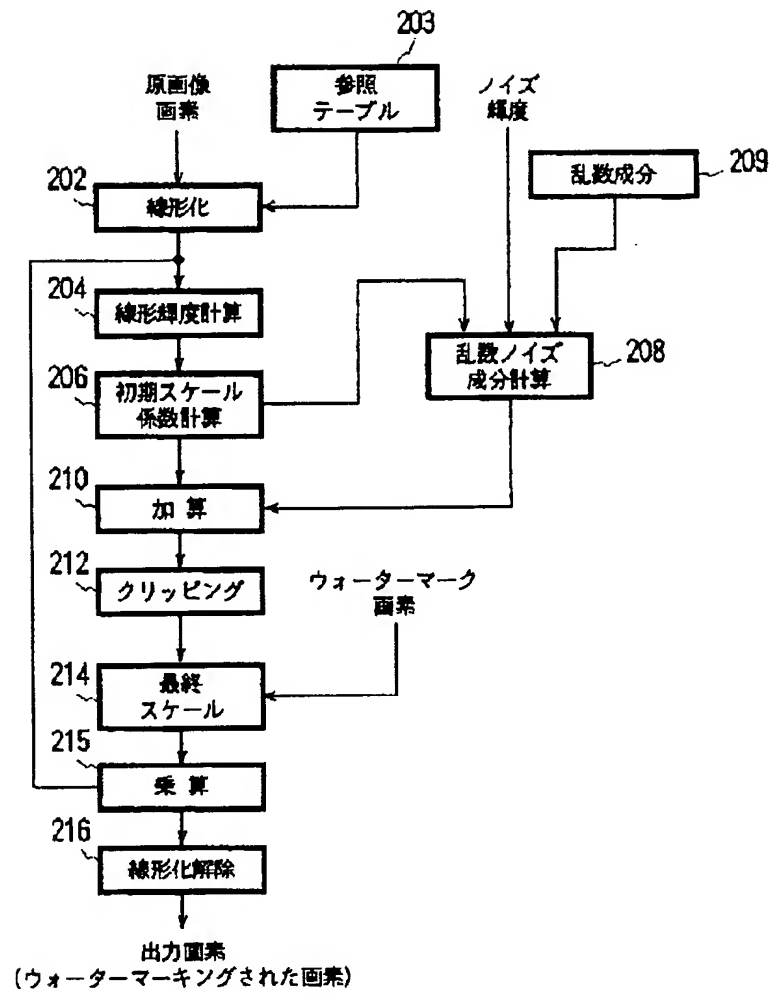 203
原画像
画素
参照
テーブル
ノイズ
輝度
202
線形化
乱数成分
209
204
線形輝度計算
206
初期スケール
係数計算
乱数ノイズ
成分計算
208
210
加 算
212
クリッピング
ウォーターマーク
画素
214
最終
スケール
215
乗 算
216
線形化解除
出力画素
(ウォーターマーキングされた画素)